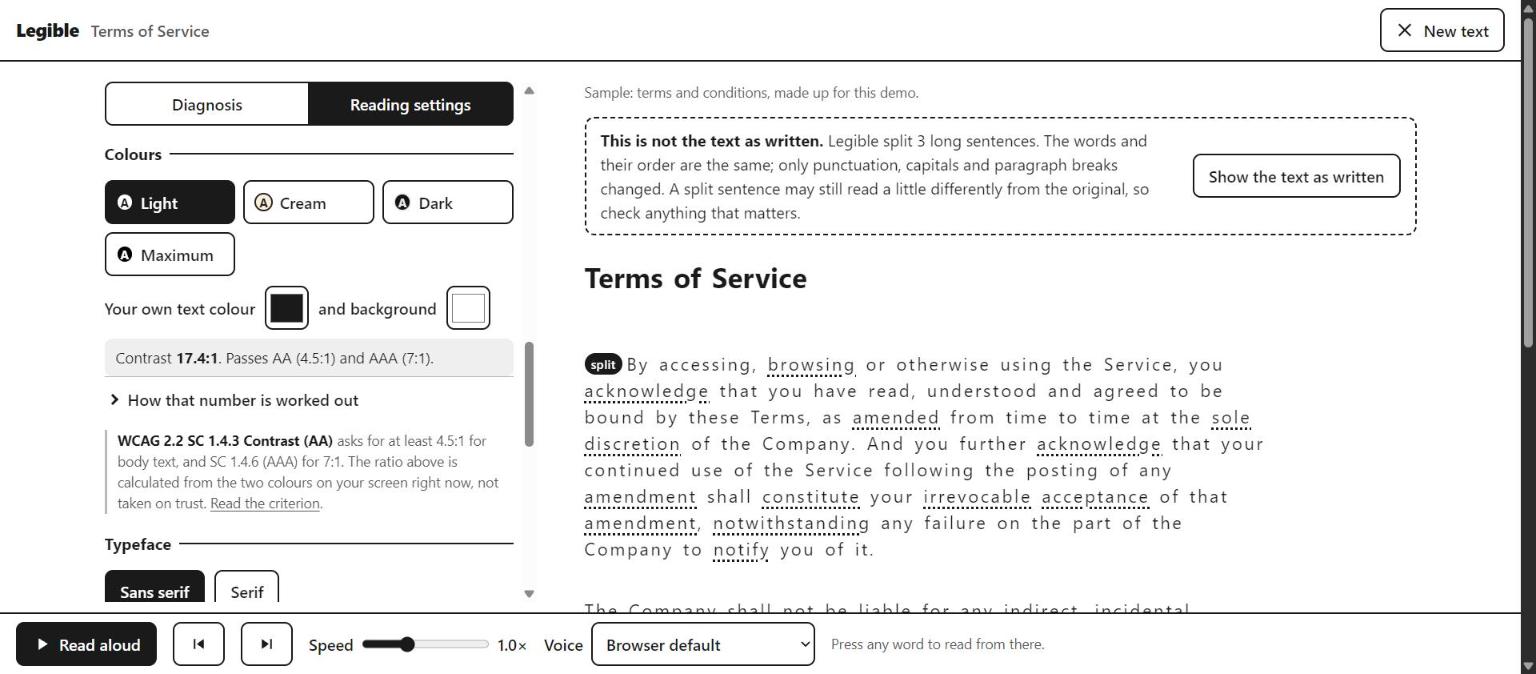 Legible Terms of Service
New text
Diagnosis
Reading settings
Colours
A Light
A Cream
A Dark
A Maximum
Your own text colour and background
Contrast 17.4:1. Passes AA (4.5:1) and AAA (7:1).
How that number is worked out
WCAG 2.2 SC 1.4.3 Contrast (AA) asks for at least 4.5:1 for
body text, and SC 1.4.6 (AAA) for 7:1. The ratio above is
calculated from the two colours on your screen right now, not
taken on trust. Read the criterion.
Typeface
Sans serif
Serif
Sample: terms and conditions, made up for this demo.
This is not the text as written. Legible split 3 long sentences. The words and
their order are the same; only punctuation, capitals and paragraph breaks
changed. A split sentence may still read a little differently from the original, so
check anything that matters.
Show the text as written
Terms of Service
split By accessing, browsing or otherwise using the Service, you
acknowledge that you have read, understood and agreed to be
bound by these Terms, as amended from time to time at the sole
discretion of the Company. And you further acknowledge that your
continued use of the Service following the posting of any
amendment shall constitute your irrevocable acceptance of that
amendment, notwithstanding any failure on the part of the
Company to notify you of it.
The Company shall not be liable for any indirect, incidental,
Read aloud
Speed
1.0×
Voice
Browser default
Press any word to read from there.